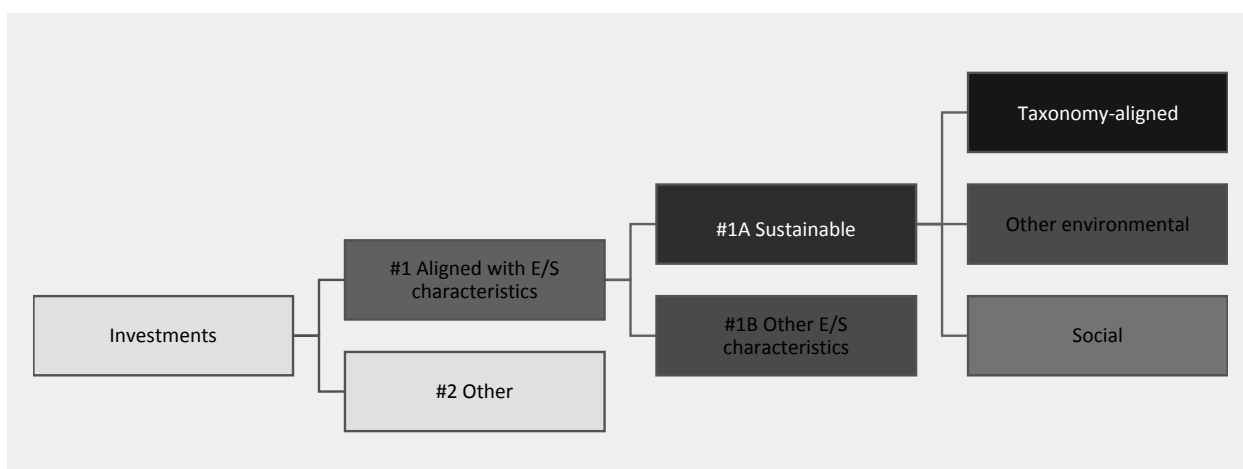 Investments
#1 Aligned with E/S
characteristics
#2 Other
#1A Sustainable
#1B Other E/S
characteristics
Taxonomy-aligned
Other environmental
Social